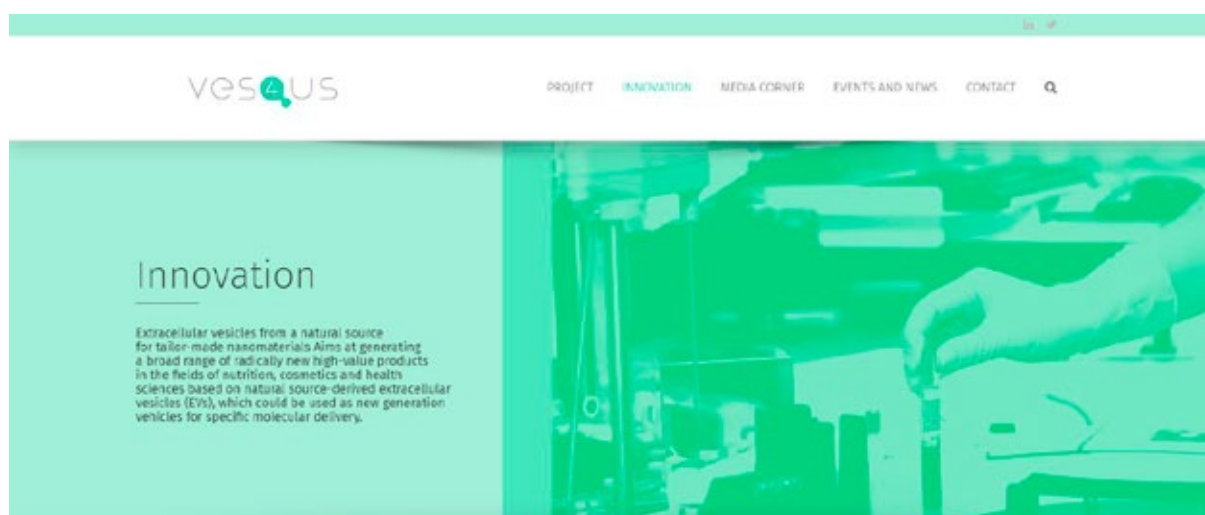 in
ves4us
PROJECT INNOVATION MEDIA CORNER EVENTS AND NEWS CONTACT
Innovation
Extracellular vesicles from a natural source
for tailor-made nanomaterials Aims at generating
a broad range of radically new high-value products
in the fields of nutrition, cosmetics and health
sciences based on natural source-derived extracellular
vesicles (EVs), which could be used as new generation
vehicles for specific molecular delivery.